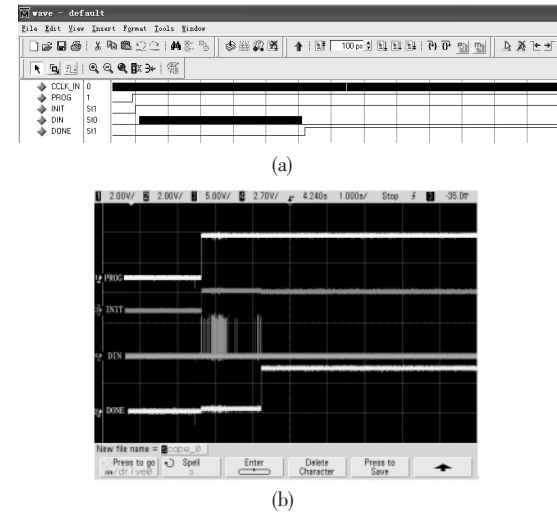 wave - default
File Edit View Insert Format Tools Window
100 ps
CCLK_IN 0
PROG 1
INIT St1
DIN St0
DONE St1
(a)
1 2.00V/ 2 2.00V/ 3 5.00V/ 4 2.70V/ 4.240s 1.000s/ Stop
PROG
INIT
DIN
DONE
New file name = Scope_0
Press to go Spell Enter Delete Press to
s Character Save
(b)